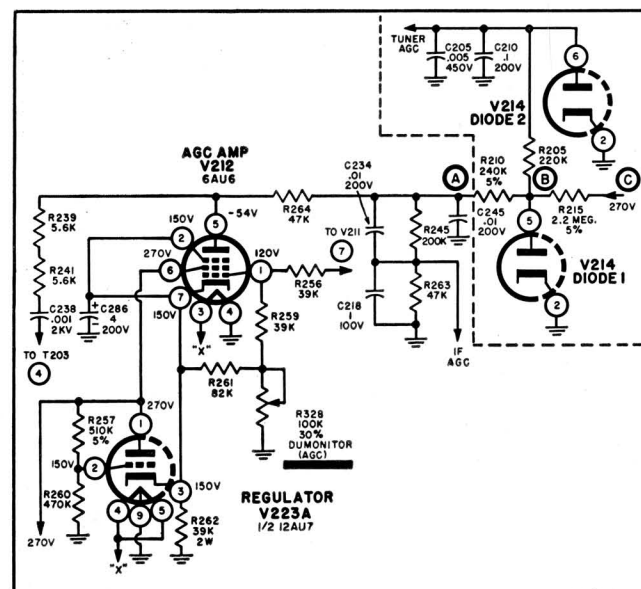 TUNER
AGC
C205
.005
450V
C210
.1
200V
6
V214
DIODE 2
2
AGC AMP
V212
6AU6
C234
.01
200V
A
R210
240K
5%
B
R205
220K
C
-54V
R264
47K
R215
2.2 MEG.
5%
270V
R239
5.6K
150V
5
2
270V
6
120V
1
TO V211
7
R245
200K
C245
.01
200V
5
V214
DIODE 1
2
R241
5.6K
7
150V
3
4
R256
39K
C238
.001
2KV
C286
4
200V
+
-
"X"
R259
39K
C218
1
100V
R263
47K
IF
AGC
TO T203
4
R261
82K
R328
100K
30%
DUMONITOR
(AGC)
270V
1
R257
510K
5%
150V
2
3
150V
R260
470K
4
9
5
R262
39K
2W
REGULATOR
V223A
1/2 12AU7
270V
"X"